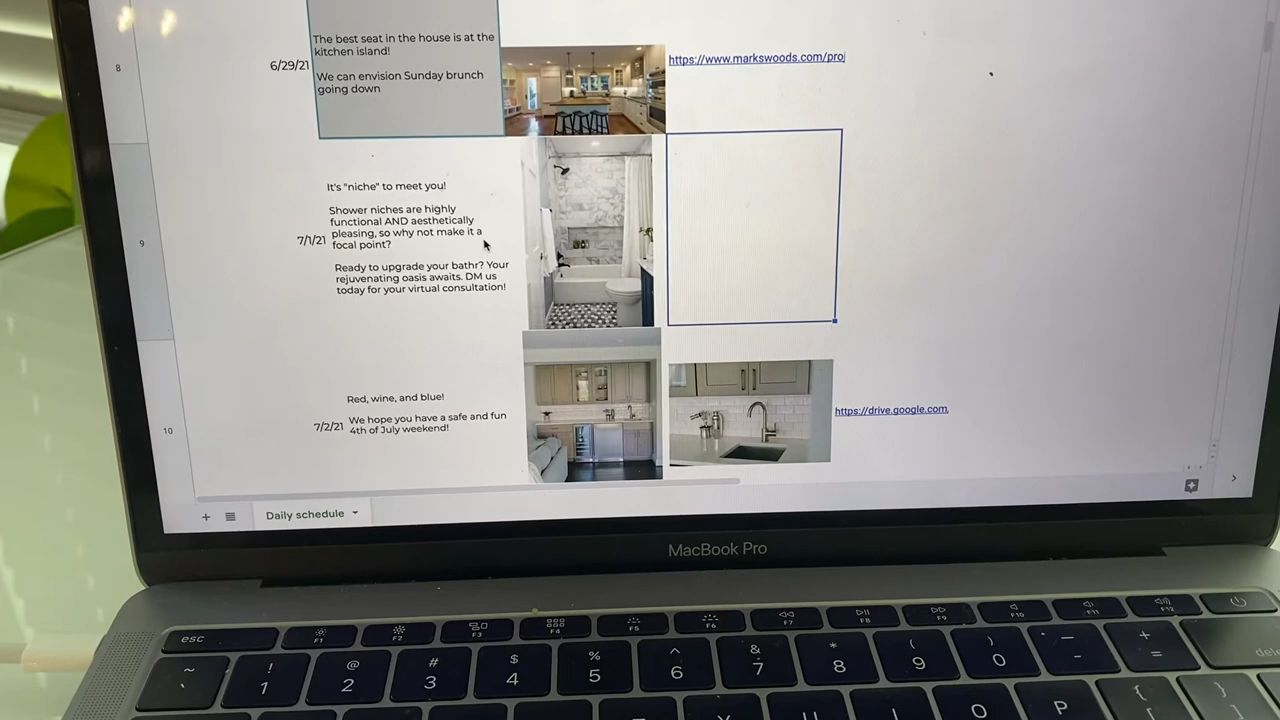 8
6/29/21
The best seat in the house is at the
kitchen island!
We can envision Sunday brunch
going down
https://www.markswoods.com/proj
9
7/1/21
It's "niche" to meet you!
Shower niches are highly
functional AND aesthetically
pleasing, so why not make it a
focal point?
Ready to upgrade your bathr? Your
rejuvenating oasis awaits. DM us
today for your virtual consultation!
10
7/2/21
Red, wine, and blue!
We hope you have a safe and fun
4th of July weekend!
https://drive.google.com,
+ Daily schedule
MacBook Pro
esc F1 F2 F3 F4 F5 F6 F7 F8 F9 F10 F11 F12
~ ! @ # $ % ^ & * ( ) — +
` 1 2 3 4 5 6 7 8 9 0 - = dele
I O P { }